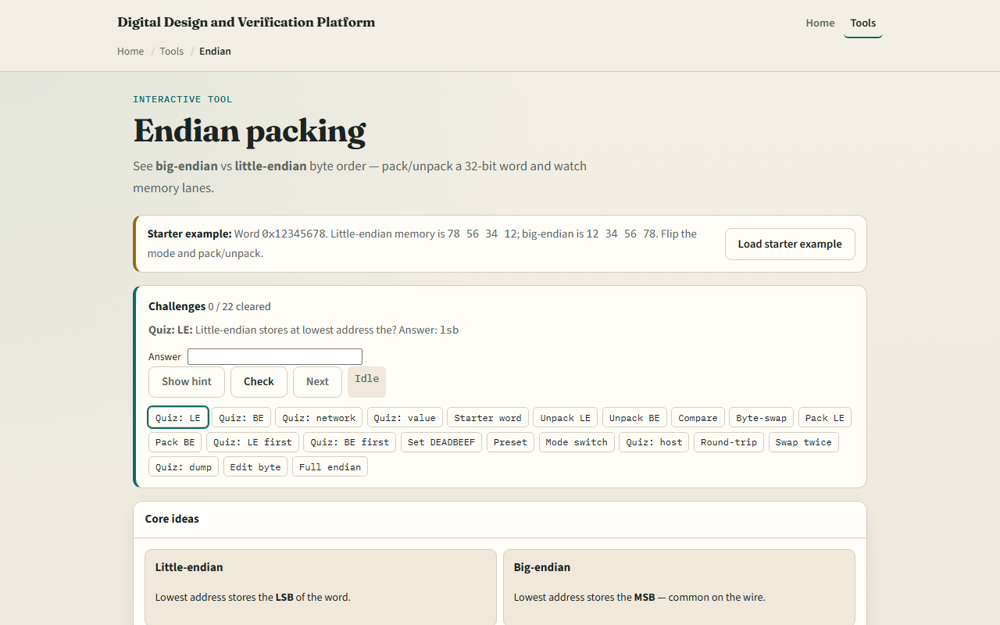 Digital Design and Verification Platform
Home
Tools
Home / Tools / Endian
INTERACTIVE TOOL
Endian packing
See big-endian vs little-endian byte order — pack/unpack a 32-bit word and watch
memory lanes.
Starter example: Word 0x12345678. Little-endian memory is 78 56 34 12; big-endian is 12 34 56 78. Flip the
mode and pack/unpack.
Load starter example
Challenges 0 / 22 cleared
Quiz: LE: Little-endian stores at lowest address the? Answer: lsb
Answer
Show hint
Check
Next
Idle
Quiz: LE
Quiz: BE
Quiz: network
Quiz: value
Starter word
Unpack LE
Unpack BE
Compare
Byte-swap
Pack LE
Pack BE
Quiz: LE first
Quiz: BE first
Set DEADBEEF
Preset
Mode switch
Quiz: host
Round-trip
Swap twice
Quiz: dump
Edit byte
Full endian
Core ideas
Little-endian
Lowest address stores the LSB of the word.
Big-endian
Lowest address stores the MSB — common on the wire.